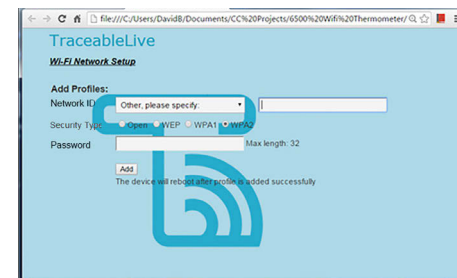 file:///C:/Users/DavidB/Documents/CC%20Projects/6500%20Wifi%20Thermometer/
TraceableLive
Wi-Fi Network Setup
Add Profiles:
Network ID Other, please specify:
Security Type Open WEP WPA1 WPA2
Password Max length: 32
Add
The device will reboot after profile is added successfully